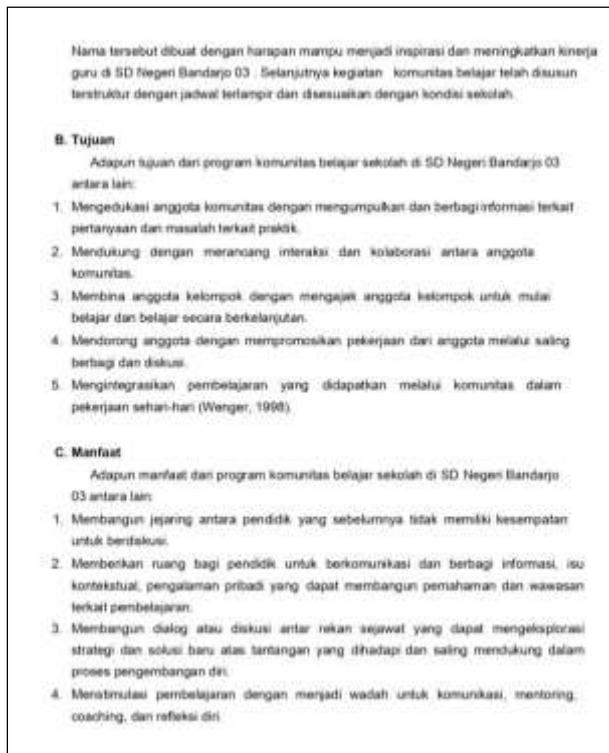 Nama tersebut dibuat dengan harapan mampu menjadi inspirasi dan meningkatkan kinerja
guru di SD Negeri Bandarjo 03 . Selanjutnya kegiatan komunitas belajar telah disusun
terstruktur dengan jadwal terlampir dan disesuaikan dengan kondisi sekolah.
B. Tujuan
Adapun tujuan dari program komunitas belajar sekolah di SD Negeri Bandarjo 03
antara lain:
1. Mengedukasi anggota komunitas dengan mengumpulkan dan berbagi informasi terkait
pertanyaan dan masalah terkait praktik.
2. Mendukung dengan merancang interaksi dan kolaborasi antara anggota
komunitas.
3. Membina anggota kelompok dengan mengajak anggota kelompok untuk mulai
belajar dan belajar secara berkelanjutan.
4. Mendorong anggota dengan mempromosikan pekerjaan dari anggota melalui saling
berbagi dan diskusi.
5. Mengintegrasikan pembelajaran yang didapatkan melalui komunitas dalam
pekerjaan sehari-hari (Wenger, 1998).
C. Manfaat
Adapun manfaat dari program komunitas belajar sekolah di SD Negeri Bandarjo
03 antara lain:
1. Membangun jejaring antara pendidik yang sebelumnya tidak memiliki kesempatan
untuk berdiskusi.
2. Memberikan ruang bagi pendidik untuk berkomunikasi dan berbagi informasi, isu
kontekstual, pengalaman pribadi yang dapat membangun pemahaman dan wawasan
terkait pembelajaran.
3. Membangun dialog atau diskusi antar rekan sejawat yang dapat mengeksplorasi
strategi dan solusi baru atas tantangan yang dihadapi dan saling mendukung dalam
proses pengembangan diri.
4. Menstimulasi pembelajaran dengan menjadi wadah untuk komunikasi, mentoring,
coaching, dan refleksi diri.